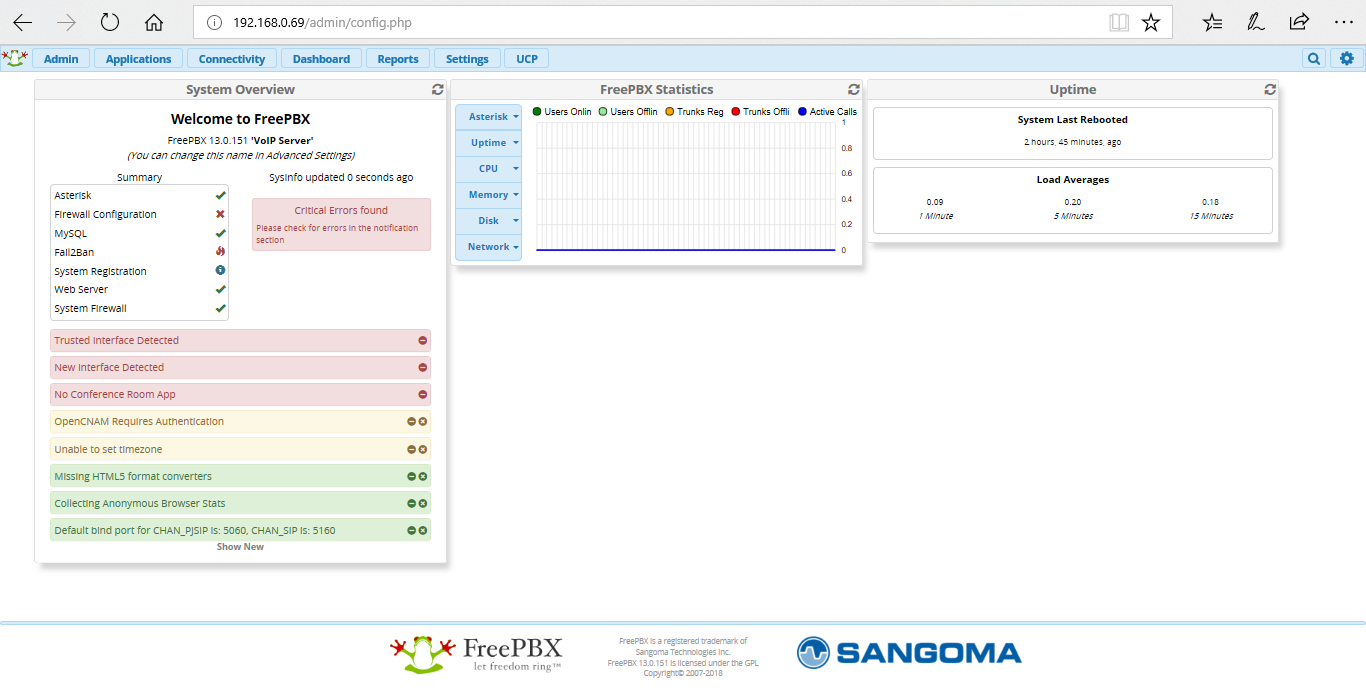 192.168.0.69/admin/config.php
Admin
Applications
Connectivity
Dashboard
Reports
Settings
UCP
System Overview
Welcome to FreePBX
FreePBX 13.0.151 'VoIP Server'
(You can change this name in Advanced Settings)
Summary
Asterisk
Firewall Configuration
MySQL
Fail2Ban
System Registration
Web Server
System Firewall
SysInfo updated 0 seconds ago
Critical Errors found
Please check for errors in the notification
section
Trusted Interface Detected
New Interface Detected
No Conference Room App
OpenCNAM Requires Authentication
Unable to set timezone
Missing HTML5 format converters
Collecting Anonymous Browser Stats
Default bind port for CHAN_PJSIP is: 5060, CHAN_SIP is: 5160
Show New
FreePBX Statistics
Asterisk
Uptime
CPU
Memory
Disk
Network
Users Onlin
Users Offlin
Trunks Reg
Trunks Offli
Active Calls
1
0.8
0.6
0.4
0.2
0
Uptime
System Last Rebooted
2 hours, 45 minutes, ago
Load Averages
0.09
1 Minute
0.20
5 Minutes
0.18
15 Minutes
FreePBX
let freedom ring™
FreePBX is a registered trademark of
Sangoma Technologies Inc.
FreePBX 13.0.151 is licensed under the GPL
Copyright© 2007-2018
SANGOMA